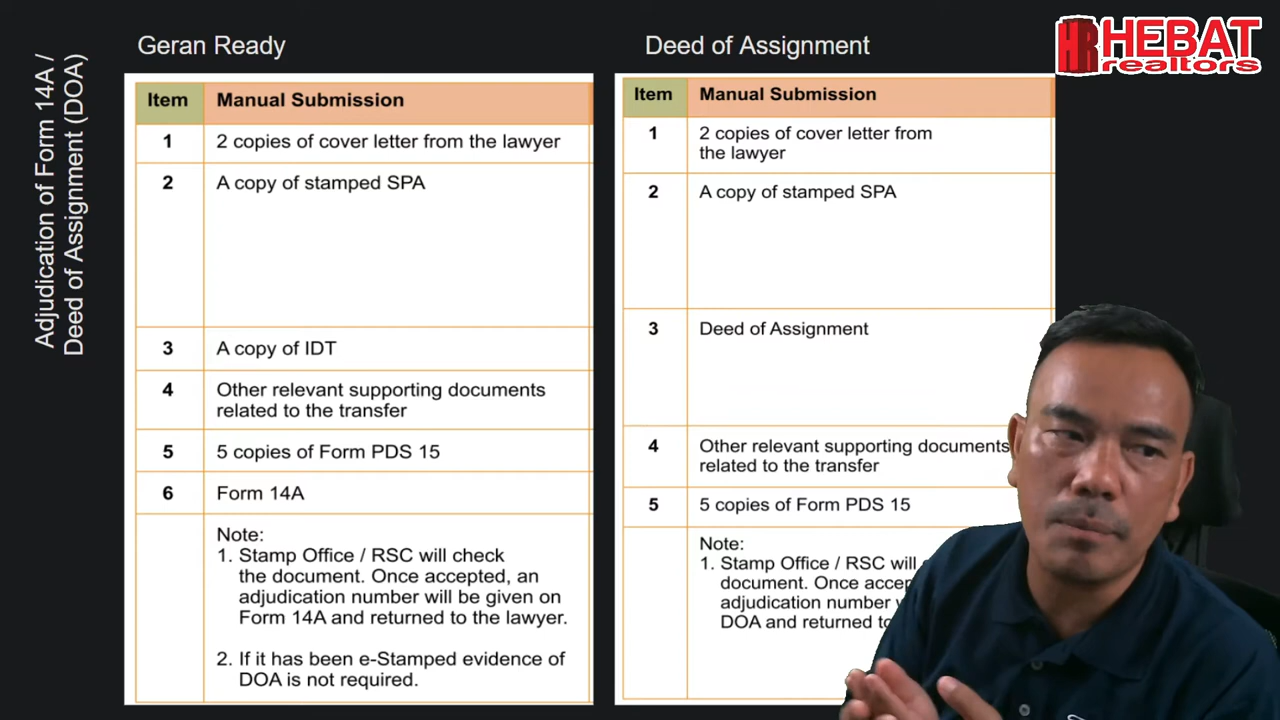 Adjudication of Form 14A /
Deed of Assignment (DOA)
Geran Ready
Item Manual Submission
1 2 copies of cover letter from the lawyer
2 A copy of stamped SPA
3 A copy of IDT
4 Other relevant supporting documents
related to the transfer
5 5 copies of Form PDS 15
6 Form 14A
Note:
1. Stamp Office / RSC will check
the document. Once accepted, an
adjudication number will be given on
Form 14A and returned to the lawyer.
2. If it has been e-Stamped evidence of
DOA is not required.
Deed of Assignment
Item Manual Submission
1 2 copies of cover letter from
the lawyer
2 A copy of stamped SPA
3 Deed of Assignment
4 Other relevant supporting documents
related to the transfer
5 5 copies of Form PDS 15
Note:
1. Stamp Office / RSC will
document. Once
adjudication number
DOA and returned
HR HEBAT
realtors